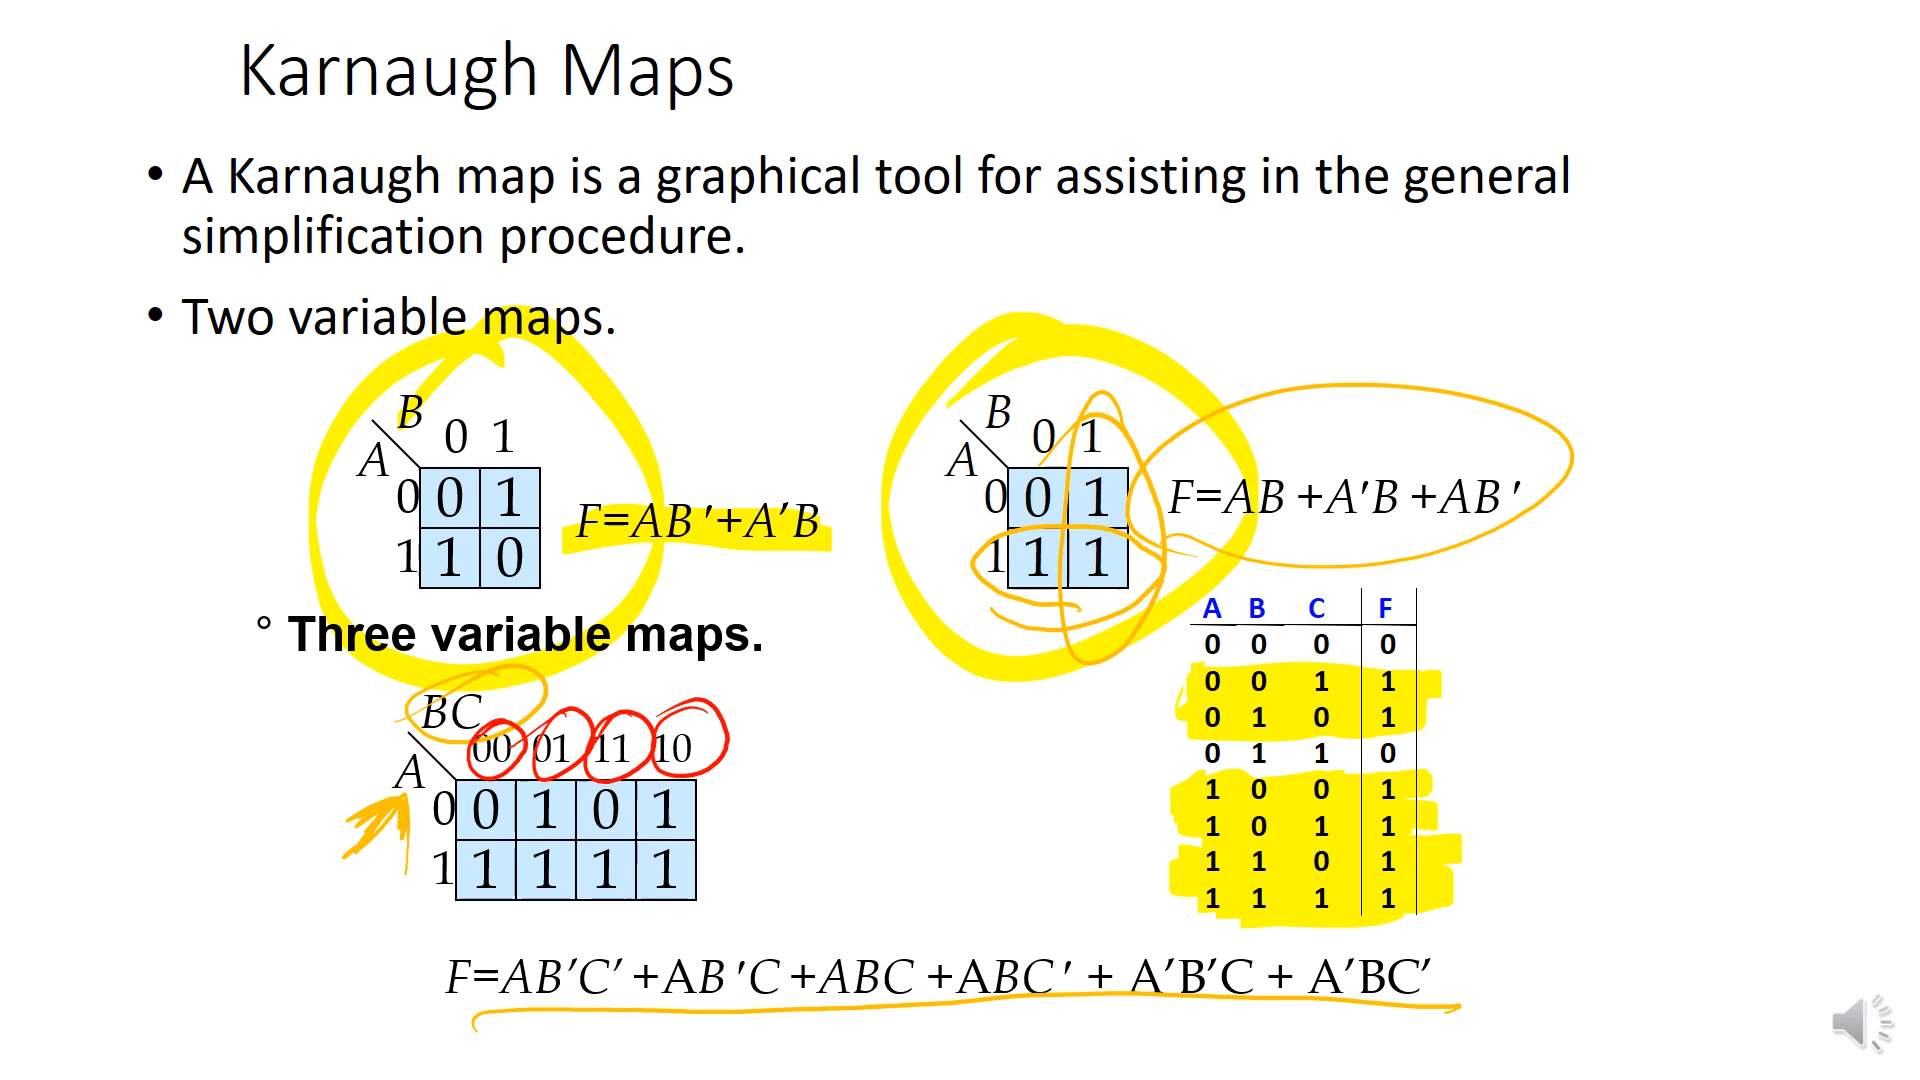 Karnaugh Maps
• A Karnaugh map is a graphical tool for assisting in the general
simplification procedure.
• Two variable maps.
B
0 1
A
0 0 1
1 1 0
F=AB′+A′B
B
0 1
A
0 0 1
1 1 1
F=AB +A′B +AB′
° Three variable maps.
BC
00 01 11 10
A
0 0 1 0 1
1 1 1 1 1
A B C F
0 0 0 0
0 0 1 1
0 1 0 1
0 1 1 0
1 0 0 1
1 0 1 1
1 1 0 1
1 1 1 1
F=AB′C′ +AB′C +ABC +ABC′ + A′B′C + A′BC′